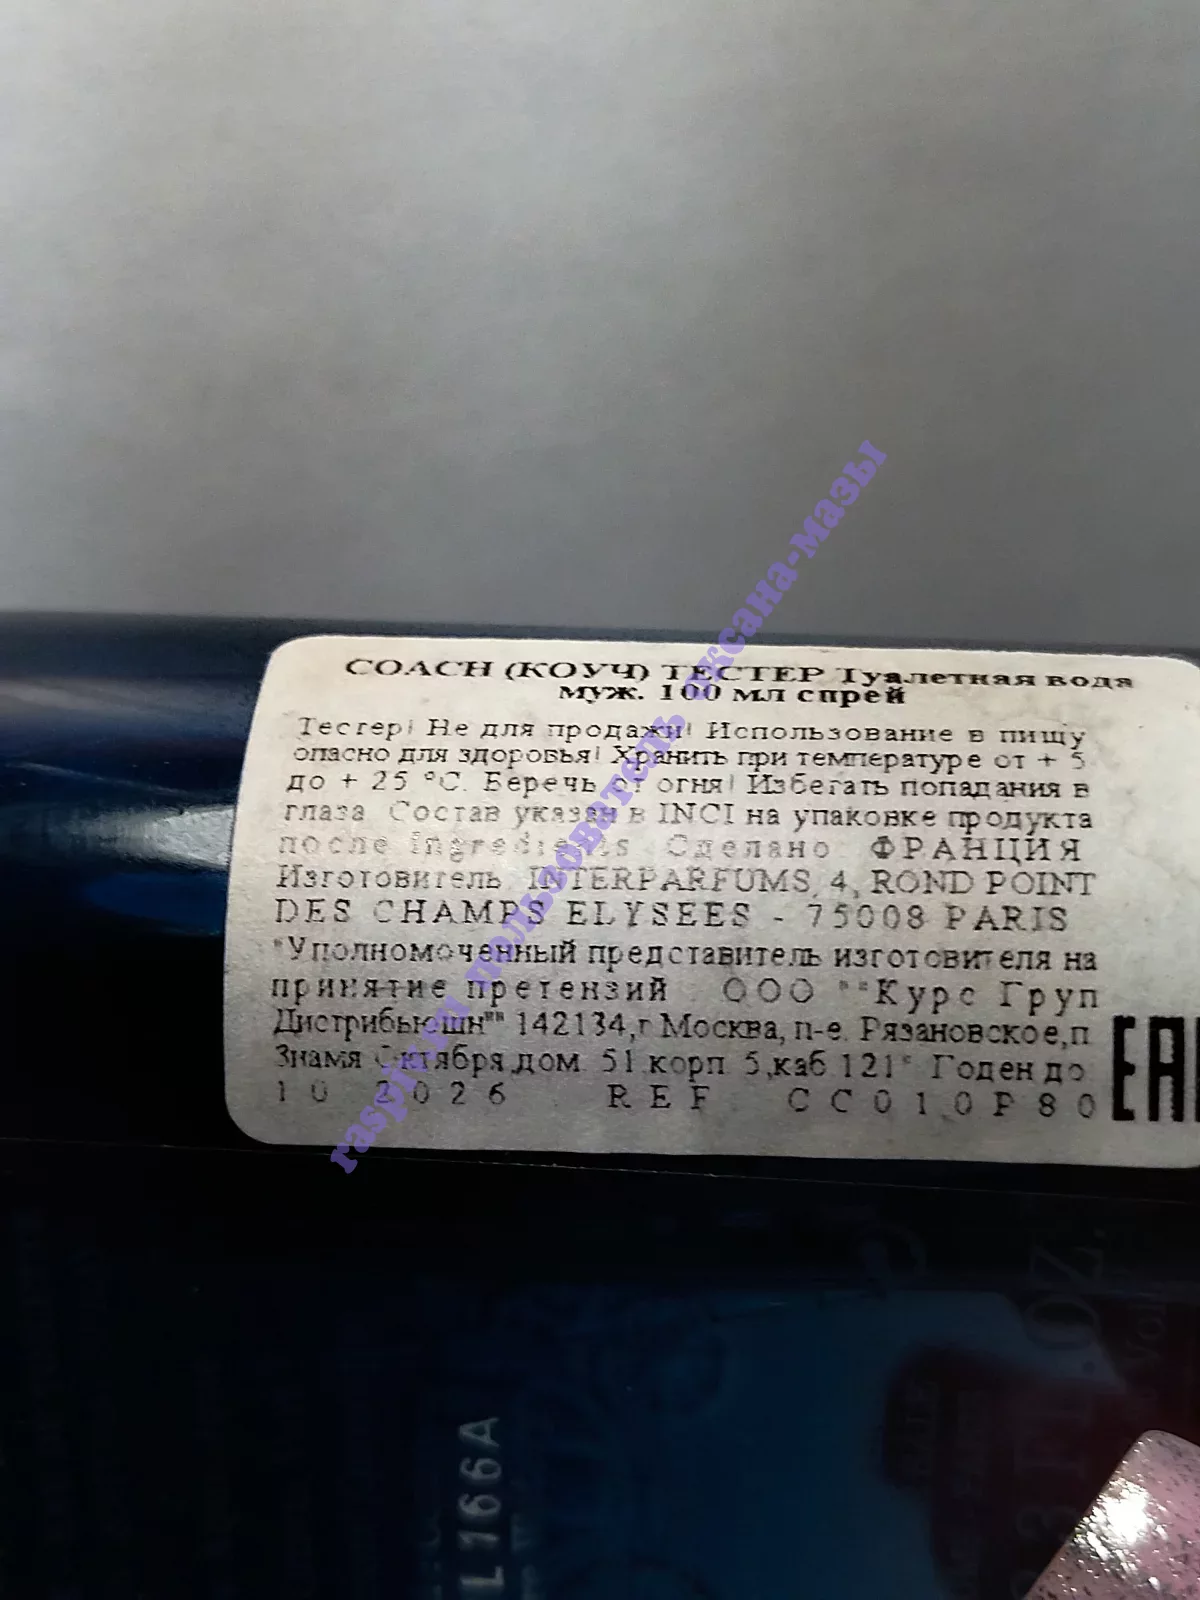 COACH (КОУЧ) ТЕСТЕР Туалетная вода
муж. 100 мл спрей
Тестер! Не для продажи! Использование в пищу
опасно для здоровья! Хранить при температуре от + 5
до + 25 °C. Беречь от огня! Избегать попадания в
глаза Состав указан в INCI на упаковке продукта
после Ingredients Сделано ФРАНЦИЯ
Изготовитель INTERPARFUMS, 4, ROND POINT
DES CHAMPS ELYSEES - 75008 PARIS
"Уполномоченный представитель изготовителя на
принятие претензий ООО ""Курс Груп
Дистрибьюшн"" 142134,г Москва, п-е. Рязановское,п
Знамя Октября,дом 51 корп 5,каб 121" Годен до
10 2026 REF CC010P80
EAC
raspiv.ru пользователь оксана-мазы
L166A
OZ.